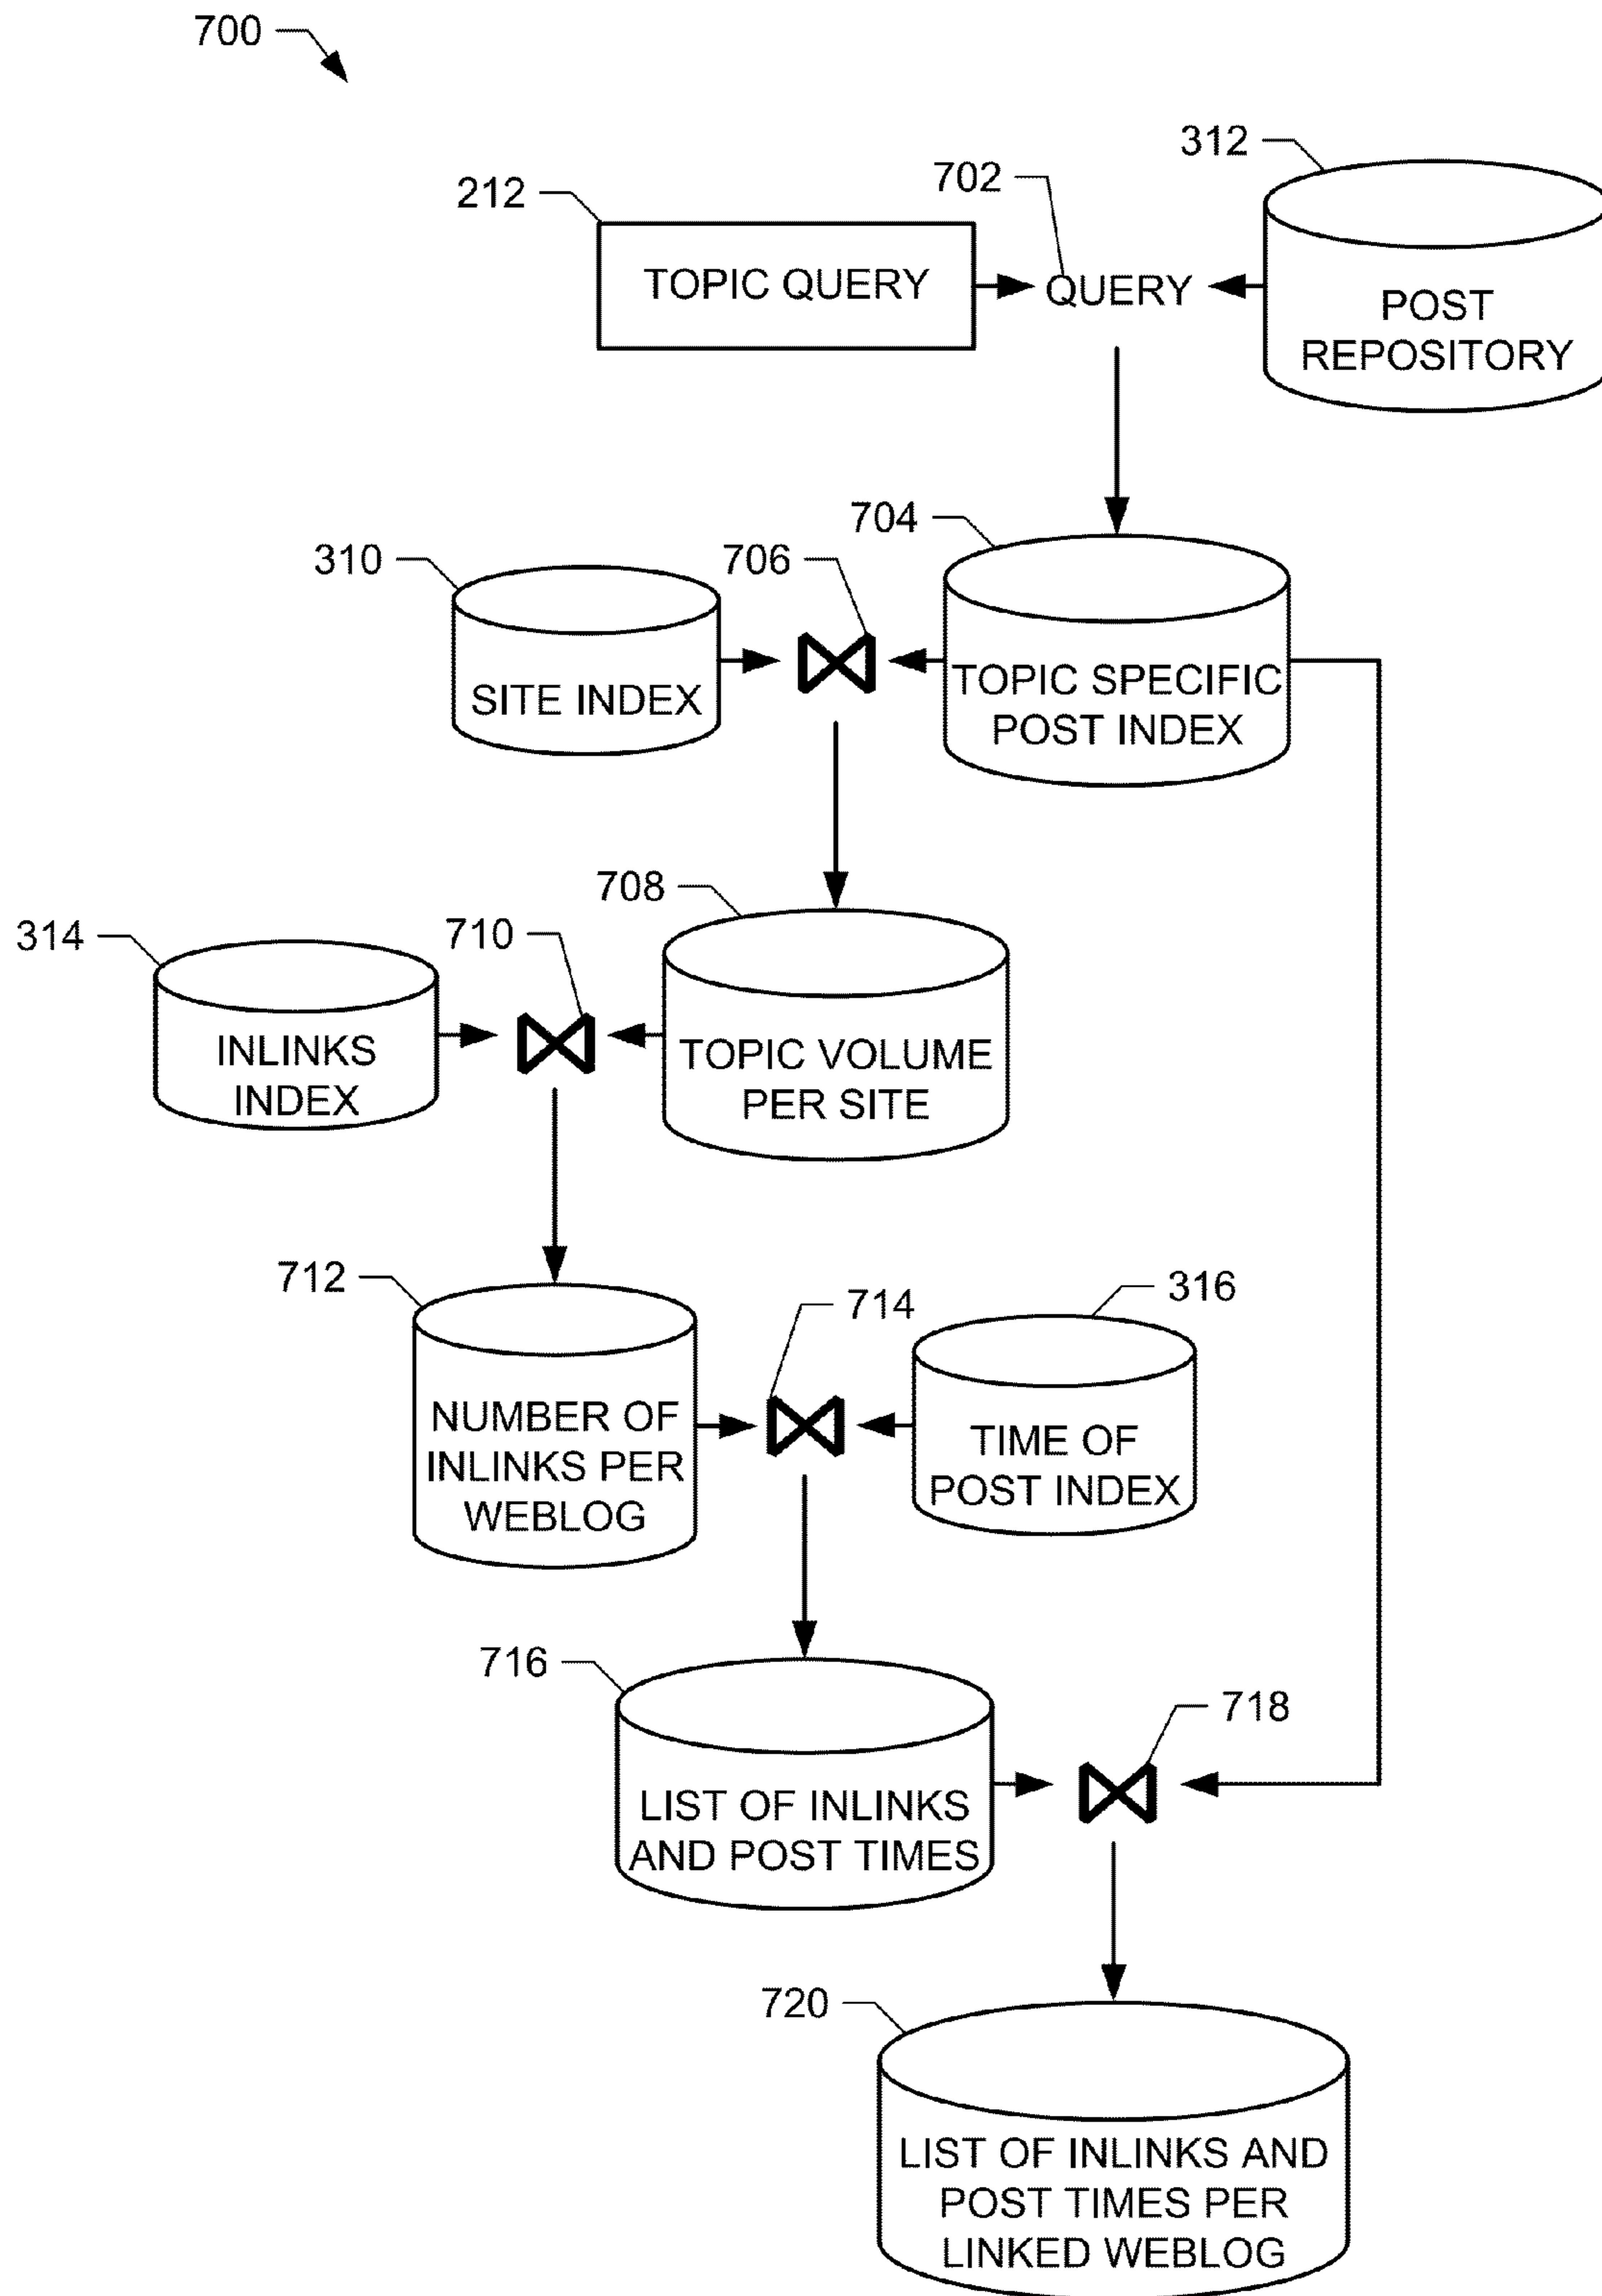 700
312
702
212
TOPIC QUERY
QUERY
POST
REPOSITORY
704
706
310
SITE INDEX
TOPIC SPECIFIC
POST INDEX
708
710
314
INLINKS
INDEX
TOPIC VOLUME
PER SITE
712
714
316
NUMBER OF
INLINKS PER
WEBLOG
TIME OF
POST INDEX
716
718
LIST OF INLINKS
AND POST TIMES
720
LIST OF INLINKS AND
POST TIMES PER
LINKED WEBLOG